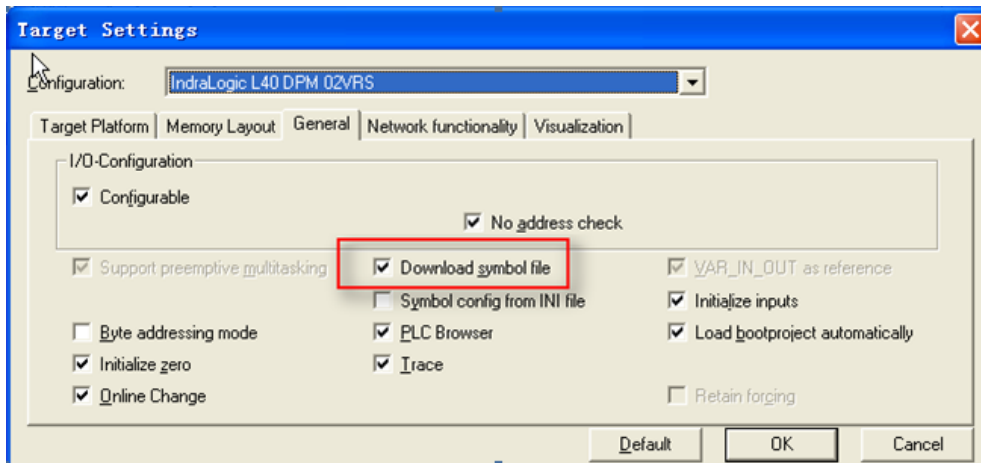 Target Settings
Configuration: IndraLogic L40 DPM 02VRS
Target Platform Memory Layout General Network functionality Visualization
I/O-Configuration
Configurable
No address check
Support preemptive multitasking Download symbol file VAR_IN_OUT as reference
Symbol config from INI file Initialize inputs
Byte addressing mode PLC Browser Load bootproject automatically
Initialize zero Trace
Online Change Retain forcing
Default OK Cancel